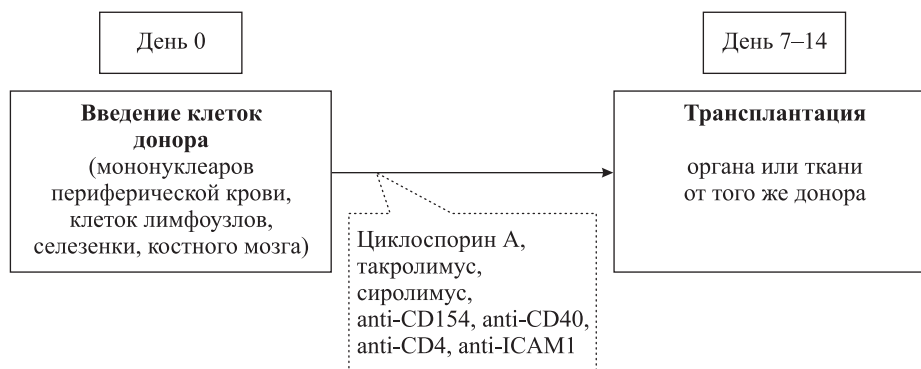 День 0
День 7–14
Введение клеток
донора
(мононуклеаров
периферической крови,
клеток лимфоузлов,
селезенки, костного мозга)
Циклоспорин А,
такролимус,
сиролимус,
anti-CD154, anti-CD40,
anti-CD4, anti-ICAM1
Трансплантация
органа или ткани
от того же донора